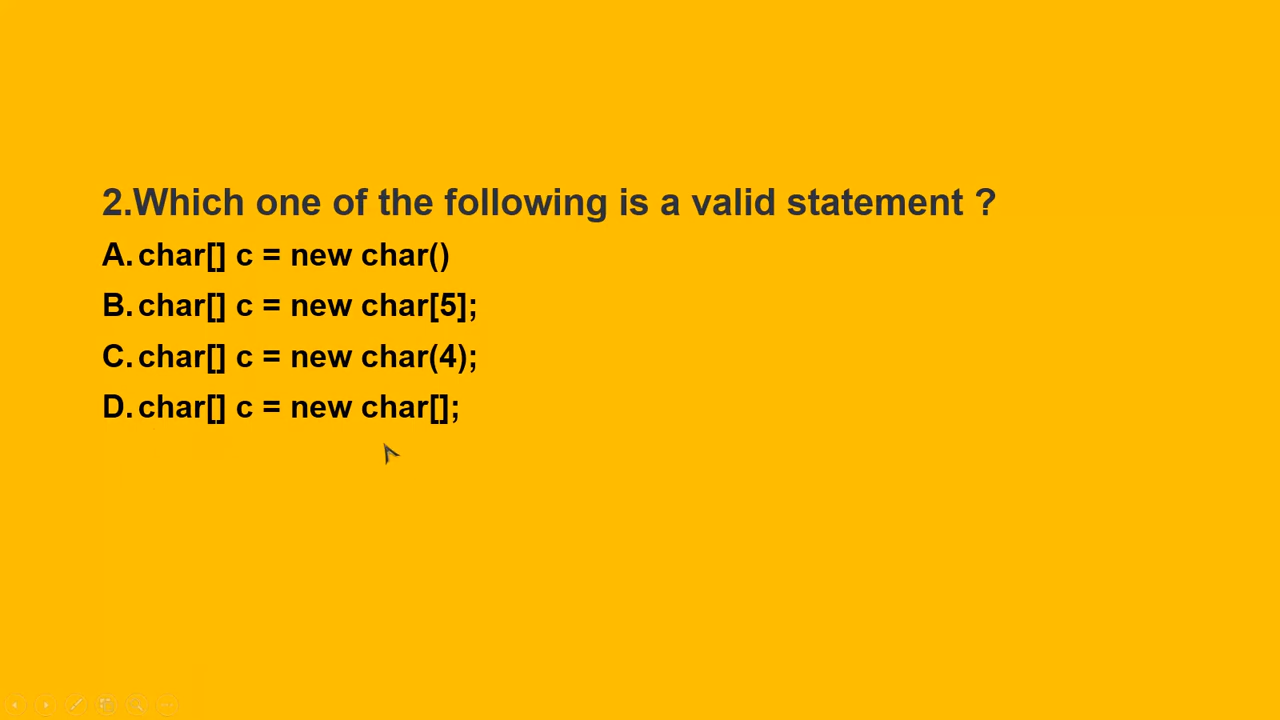 2.Which one of the following is a valid statement ?
A. char[] c = new char()
B. char[] c = new char[5];
C. char[] c = new char(4);
D. char[] c = new char[];